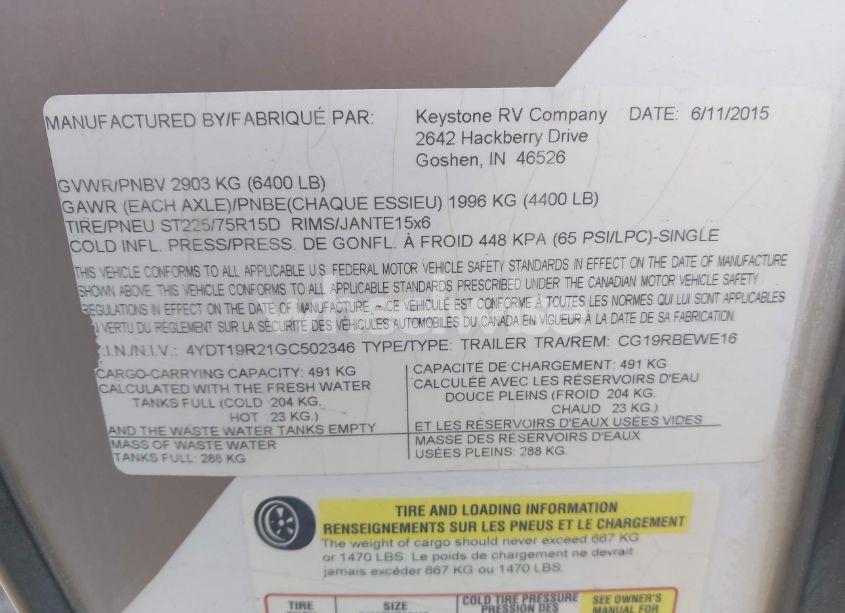 MANUFACTURED BY/FABRIQUÉ PAR: Keystone RV Company DATE: 6/11/2015
2642 Hackberry Drive
Goshen, IN 46526
GVWR/PNBV 2903 KG (6400 LB)
GAWR (EACH AXLE)/PNBE(CHAQUE ESSIEU) 1996 KG (4400 LB)
TIRE/PNEU ST225/75R15D RIMS/JANTE15x6
COLD INFL. PRESS/PRESS. DE GONFL. À FROID 448 KPA (65 PSI/LPC)-SINGLE
THIS VEHICLE CONFORMS TO ALL APPLICABLE U.S. FEDERAL MOTOR VEHICLE SAFETY STANDARDS IN EFFECT ON THE DATE OF MANUFACTURE
SHOWN ABOVE. THIS VEHICLE CONFORMS TO ALL APPLICABLE STANDARDS PRESCRIBED UNDER THE CANADIAN MOTOR VEHICLE SAFETY
REGULATIONS IN EFFECT ON THE DATE OF MANUFACTURE. ~ CE VÉHICULE EST CONFORME À TOUTES LES NORMES QUI LUI SONT APPLICABLES
N VERTU DU RÉGLEMENT SUR LA SÉCURITÉ DES VÉHICULES AUTOMOBILES DU CANADA EN VIGUEUR À LA DATE DE SA FABRICATION.
.I.N./N.I.V.: 4YDT19R21GC502346 TYPE/TYPE: TRAILER TRA/REM: CG19RBEWE16
CARGO-CARRYING CAPACITY: 491 KG
CALCULATED WITH THE FRESH WATER
TANKS FULL (COLD 204 KG.
HOT 23 KG.)
AND THE WASTE WATER TANKS EMPTY
MASS OF WASTE WATER
TANKS FULL: 288 KG
CAPACITÉ DE CHARGEMENT: 491 KG
CALCULÉE AVEC LES RÉSERVOIRS D'EAU
DOUCE PLEINS (FROID 204 KG.
CHAUD 23 KG.)
ET LES RÉSERVOIRS D'EAUX USÉES VIDES
MASSE DES RÉSERVOIRS D'EAUX
USÉES PLEINS: 288 KG.
TIRE AND LOADING INFORMATION
RENSEIGNEMENTS SUR LES PNEUS ET LE CHARGEMENT
The weight of cargo should never exceed 667 KG
or 1470 LBS. Le poids de chargement ne devrait
jamais excéder 667 KG ou 1470 LBS.
TIRE SIZE COLD TIRE PRESSURE SEE OWNER'S
PRESSION DES MANUAL FOR